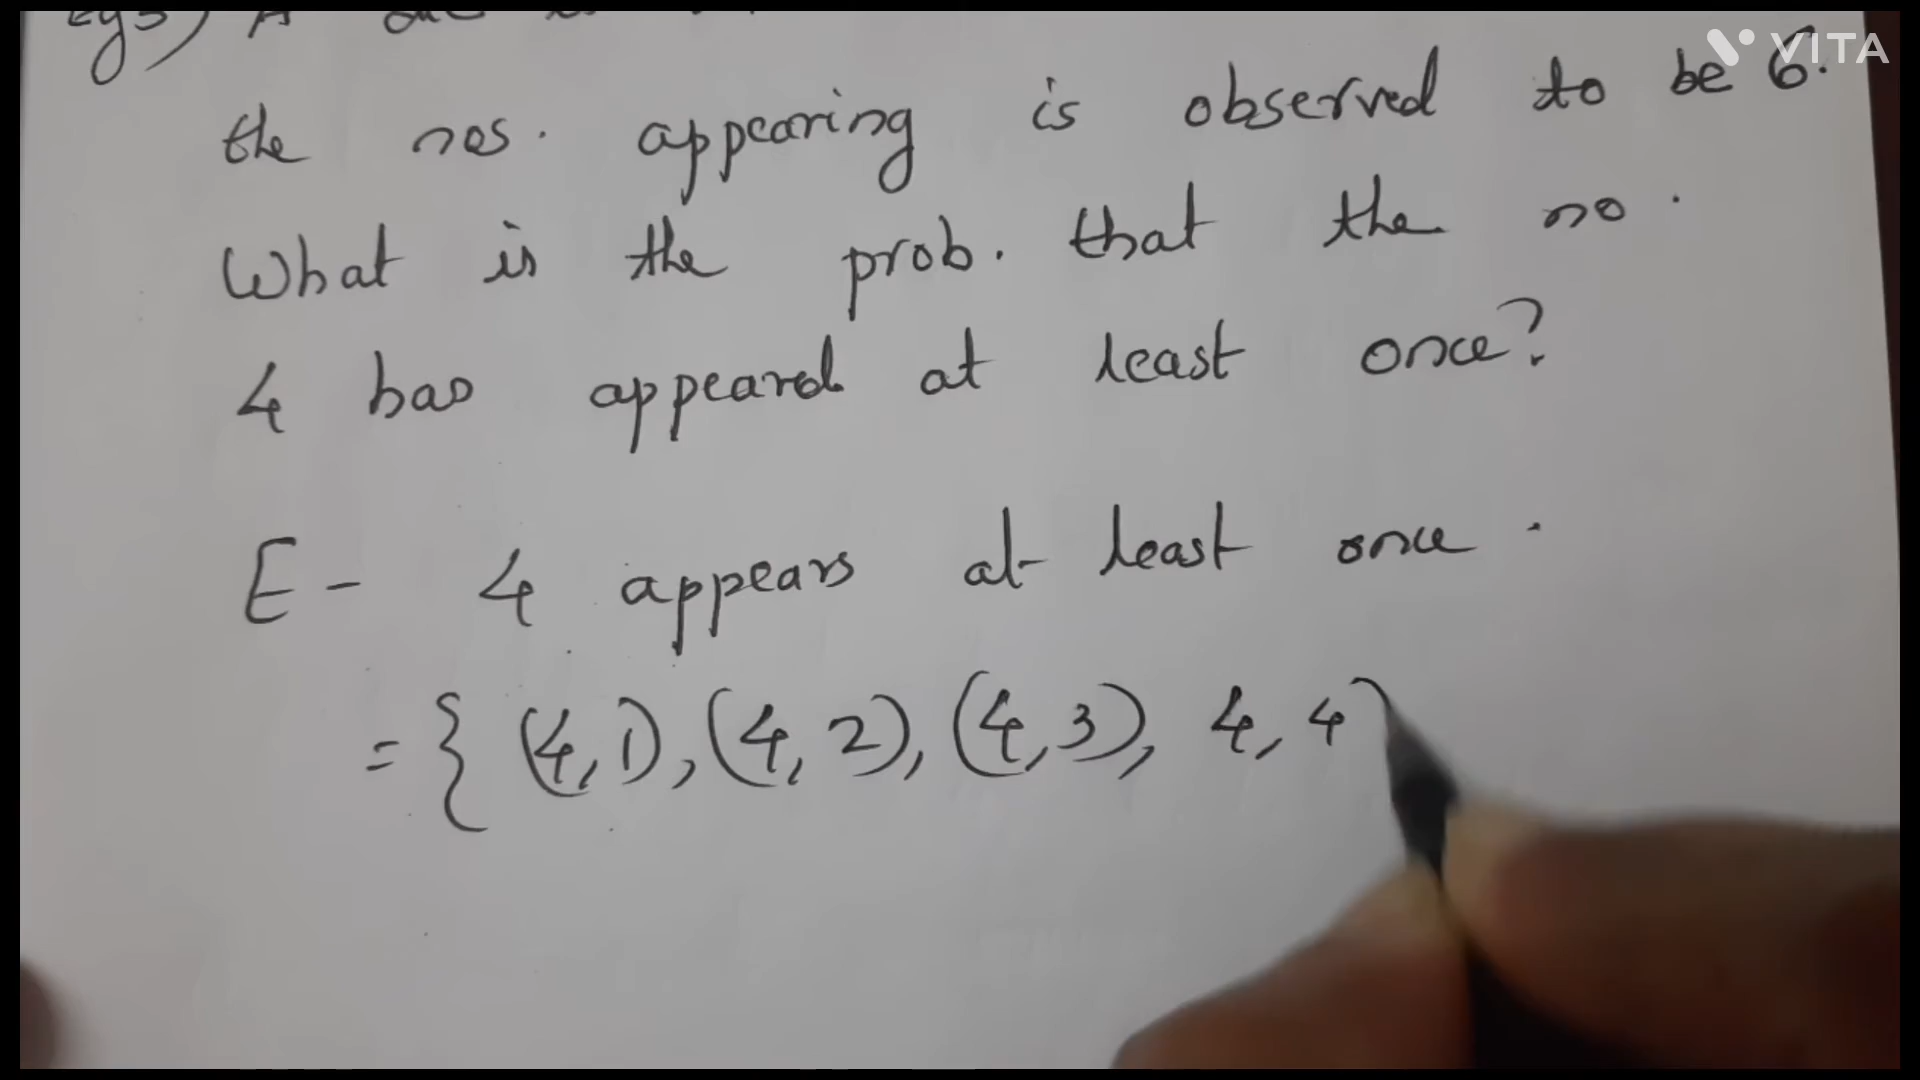 VITA
the nos. appearing is observed to be 6.
What is the prob. that the no.
4 has appeared at least once?
E - 4 appears at least once.
= { (4,1), (4,2), (4,3), 4,4)